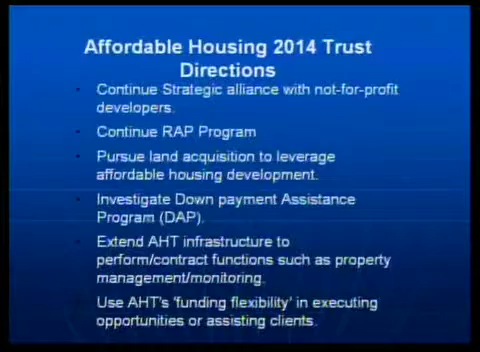 Affordable Housing 2014 Trust
Directions
Continue Strategic alliance with not-for-profit
developers.
Continue RAP Program
Pursue land acquisition to leverage
affordable housing development.
Investigate Down payment Assistance
Program (DAP).
Extend AHT infrastructure to
perform/contract functions such as property
management/monitoring.
Use AHT's 'funding flexibility' in executing
opportunities or assisting clients.